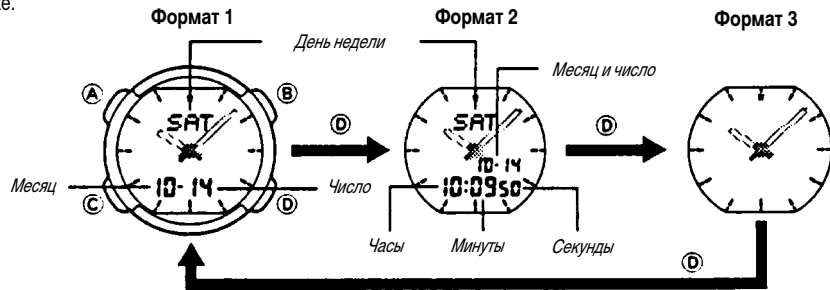 ке.
Формат 1
Формат 2
Формат 3
День недели
Месяц и число
A
B
SAT
D
SAT
D
10-14
Месяц
10-14
Число
10:09 50
C
D
Часы
Минуты
Секунды
D